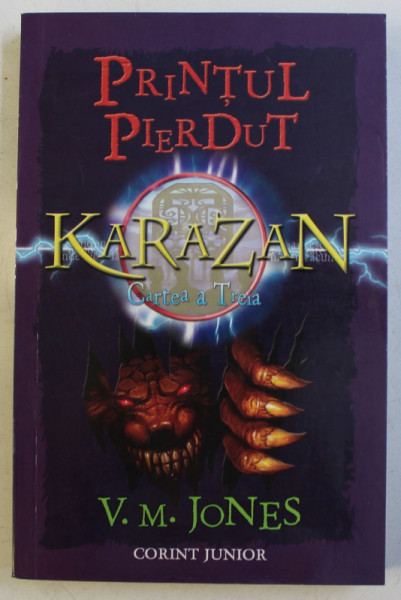 PRINȚUL
PIERDUT
KARAZAN
Cartea a Treia
V. M. JONES
CORINT JUNIOR